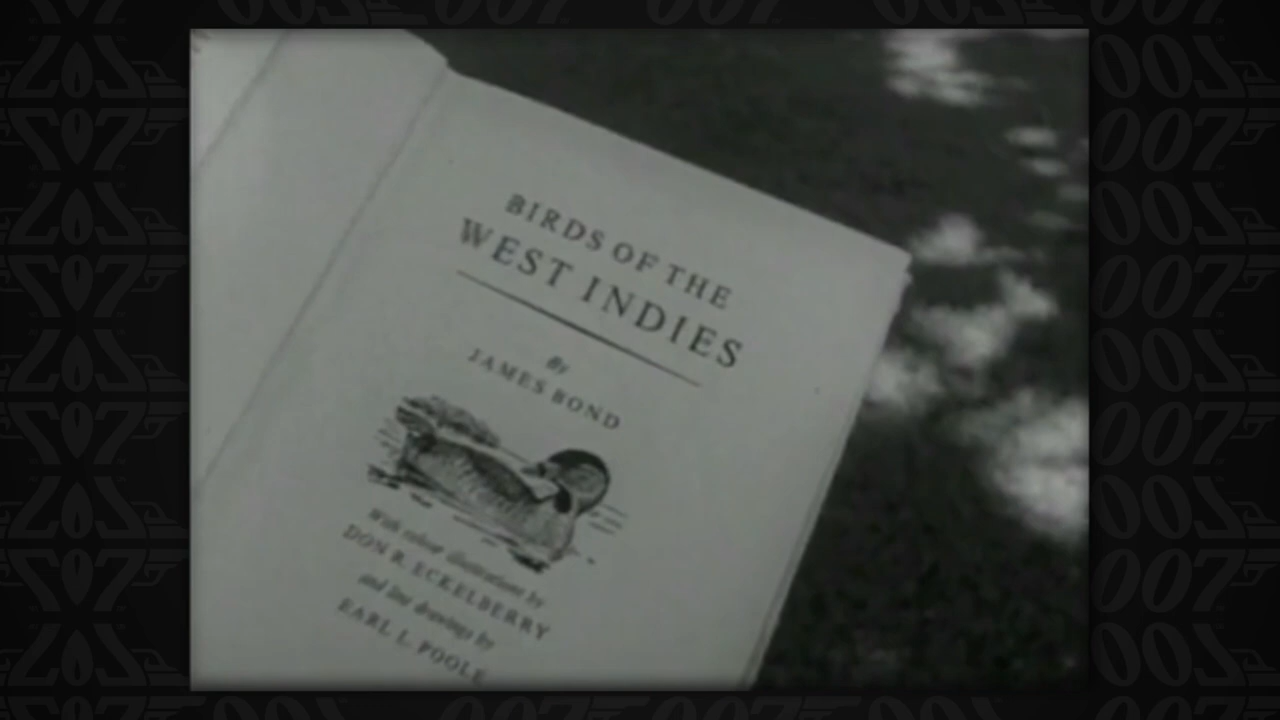 BIRDS OF THE
WEST INDIES
By
JAMES BOND
With colour illustrations by
DON R. ECKELBERRY
and line drawings by
EARL L. POOLE